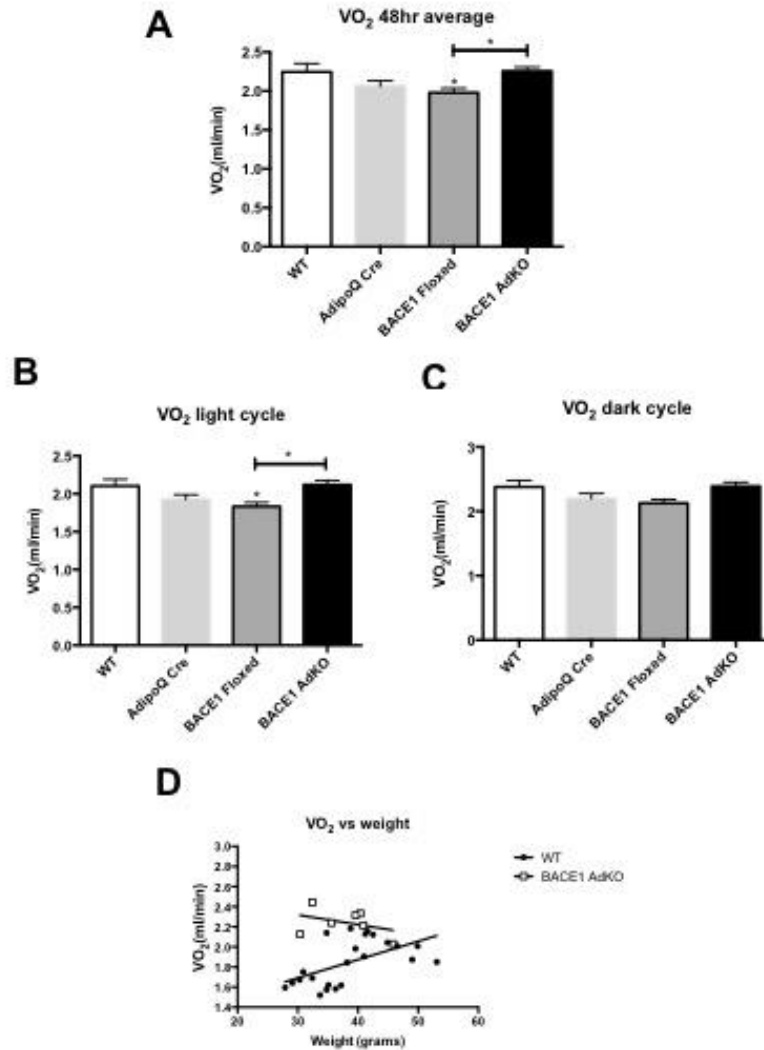 A
VO2 48hr average
*
*
2.5
2.0
1.5
1.0
0.5
0.0
VO2(ml/min)
WT
AdipoQ Cre
BACE1 Floxed
BACE1 AdKO
B
VO2 light cycle
*
*
2.5
2.0
1.5
1.0
0.5
0.0
VO2(ml/min)
WT
AdipoQ Cre
BACE1 Floxed
BACE1 AdKO
C
VO2 dark cycle
3
2
1
0
VO2(ml/min)
WT
AdipoQ Cre
BACE1 Floxed
BACE1 AdKO
D
VO2 vs weight
3.0
2.8
2.6
2.4
2.2
2.0
1.8
1.6
1.4
VO2(ml/min)
20 30 40 50 60
Weight (grams)
WT
BACE1 AdKO